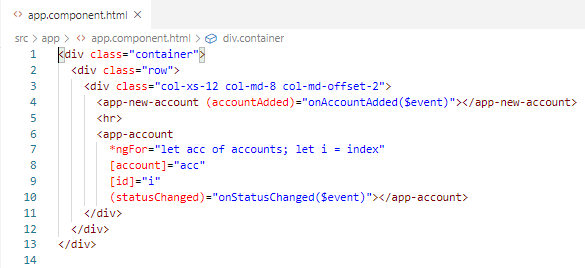 <> app.component.html ×
src > app > <> app.component.html > div.container
1 <div class="container">
2 <div class="row">
3 <div class="col-xs-12 col-md-8 col-md-offset-2">
4 <app-new-account (accountAdded)="onAccountAdded($event)"></app-new-account>
5 <hr>
6 <app-account
7 *ngFor="let acc of accounts; let i = index"
8 [account]="acc"
9 [id]="i"
10 (statusChanged)="onStatusChanged($event)"></app-account>
11 </div>
12 </div>
13 </div>
14